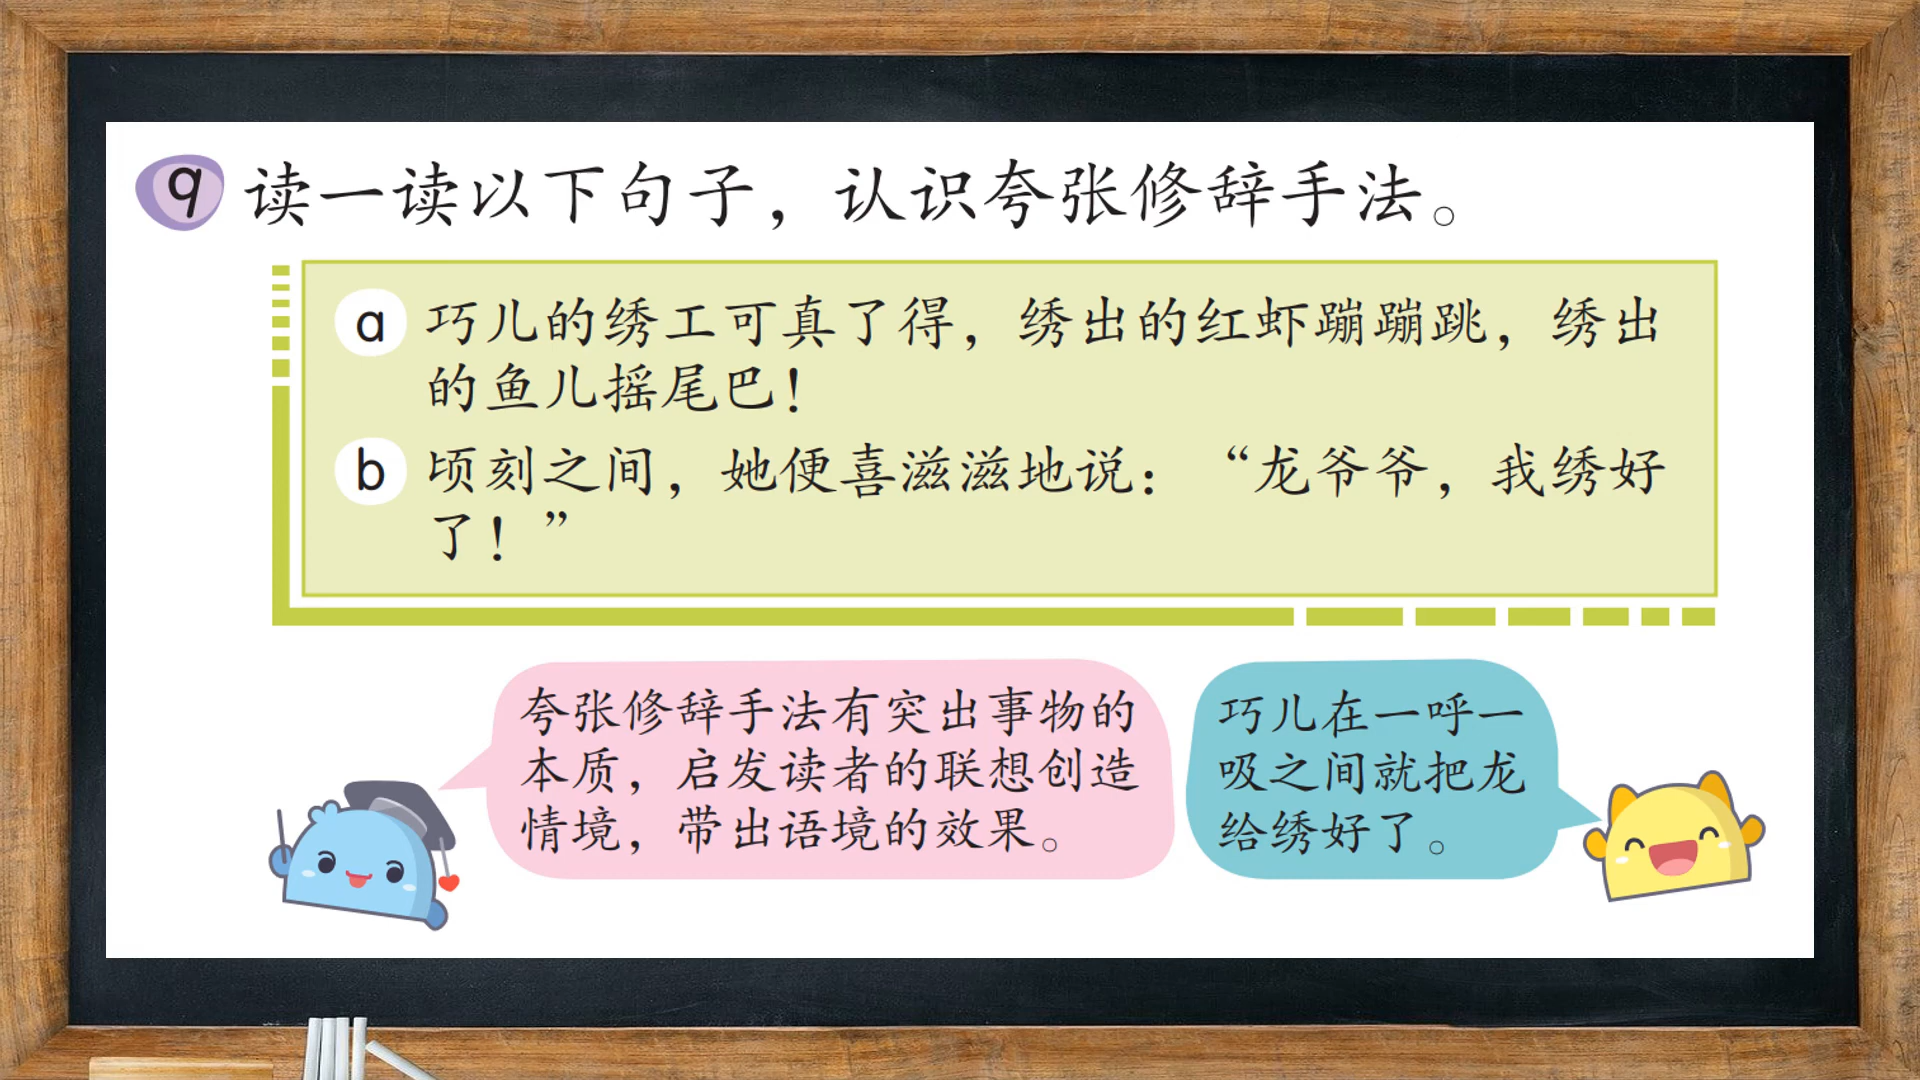 9 读一读以下句子，认识夸张修辞手法。
a 巧儿的绣工可真了得，绣出的红虾蹦蹦跳，绣出
的鱼儿摇尾巴！
b 顷刻之间，她便喜滋滋地说：“龙爷爷，我绣好
了！”
夸张修辞手法有突出事物的
本质，启发读者的联想创造
情境，带出语境的效果。
巧儿在一呼一
吸之间就把龙
给绣好了。